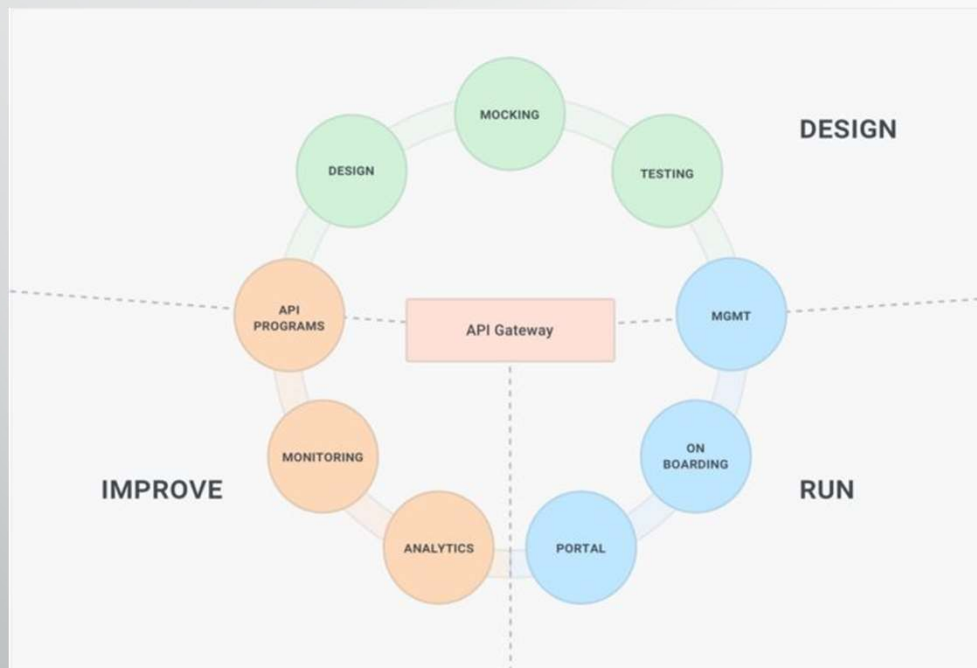 MOCKING
DESIGN
DESIGN
TESTING
API
PROGRAMS
API Gateway
MGMT
MONITORING
ON
BOARDING
IMPROVE
RUN
ANALYTICS
PORTAL